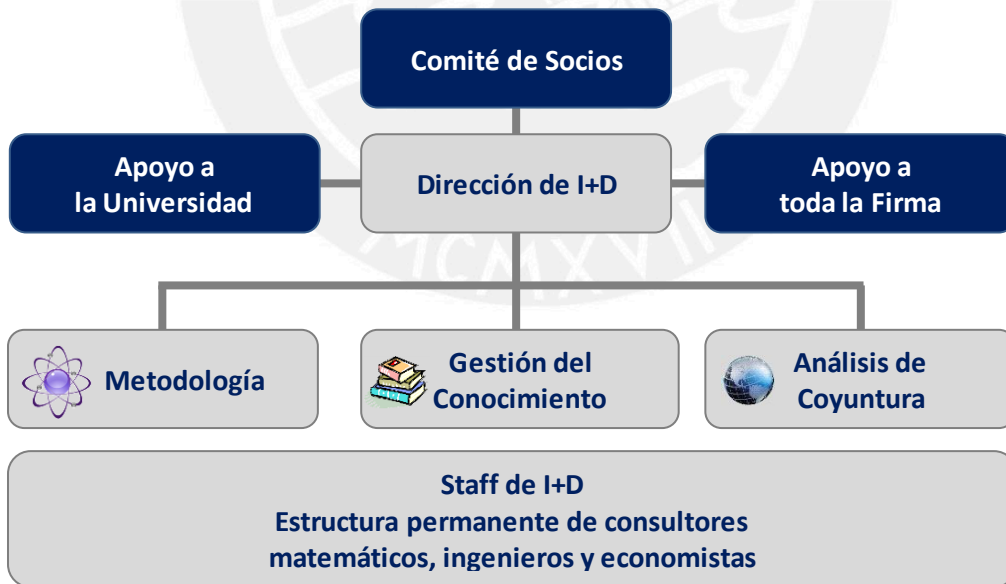 Comité de Socios
Apoyo a
la Universidad
Dirección de I+D
Apoyo a
toda la Firma
MCMXVII
Metodología
Gestión del
Conocimiento
Análisis de
Coyuntura
Staff de I+D
Estructura permanente de consultores
matemáticos, ingenieros y economistas